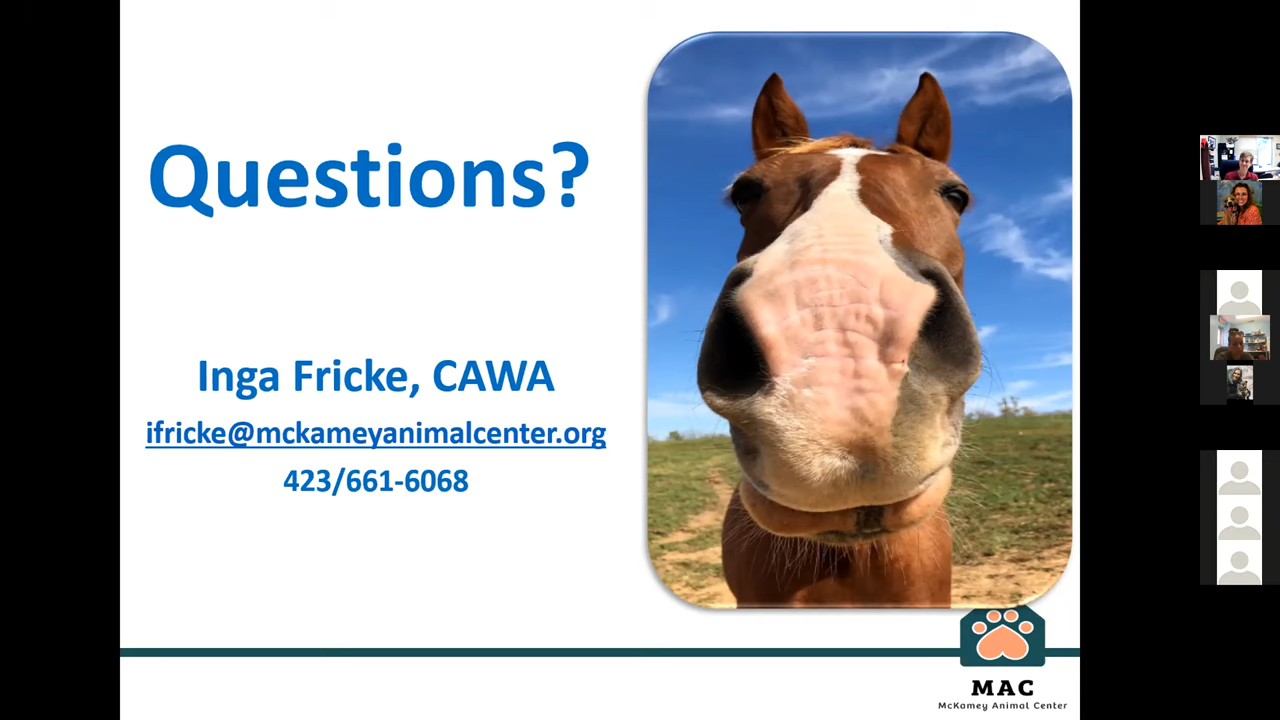 Questions?
Inga Fricke, CAWA
ifricke@mckameyanimalcenter.org
423/661-6068
MAC
McKamey Animal Center